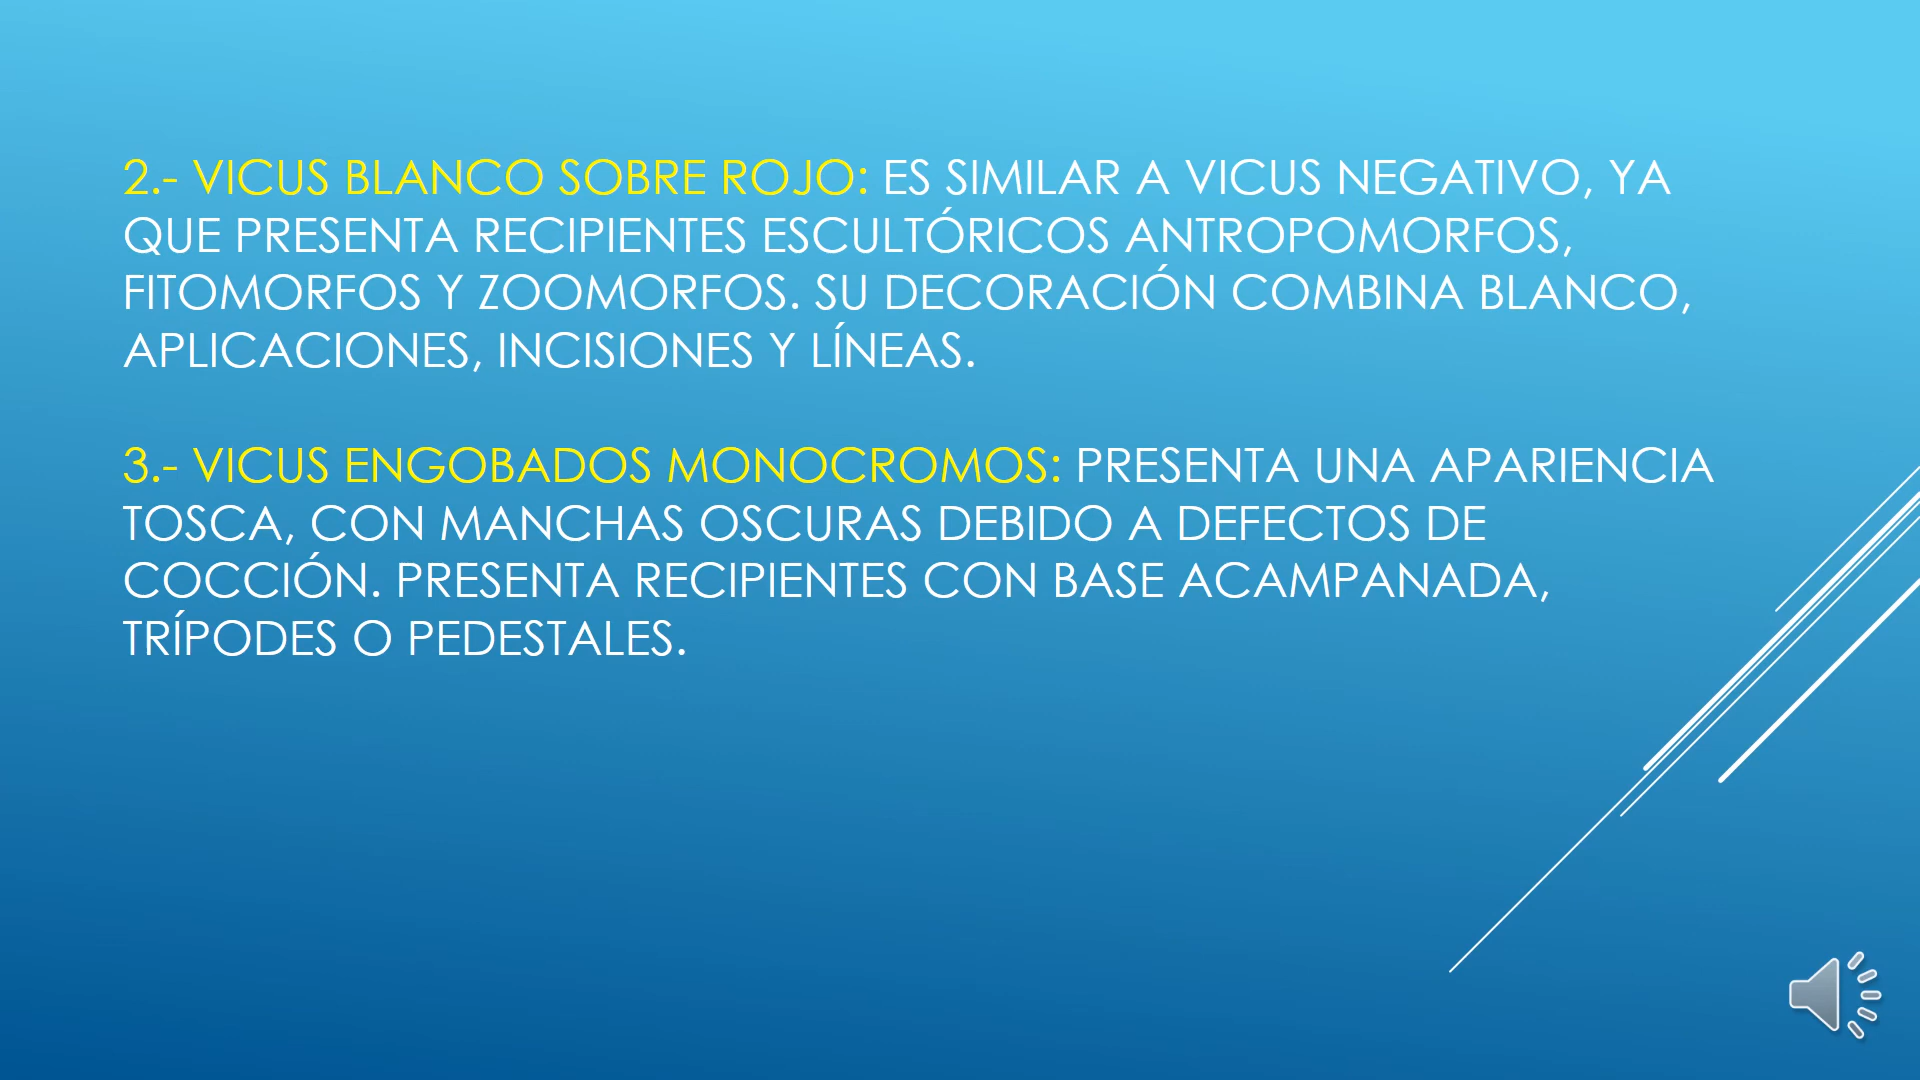 2.- VICUS BLANCO SOBRE ROJO: ES SIMILAR A VICUS NEGATIVO, YA
QUE PRESENTA RECIPIENTES ESCULTÓRICOS ANTROPOMORFOS,
FITOMORFOS Y ZOOMORFOS. SU DECORACIÓN COMBINA BLANCO,
APLICACIONES, INCISIONES Y LÍNEAS.
3.- VICUS ENGOBADOS MONOCROMOS: PRESENTA UNA APARIENCIA
TOSCA, CON MANCHAS OSCURAS DEBIDO A DEFECTOS DE
COCCIÓN. PRESENTA RECIPIENTES CON BASE ACAMPANADA,
TRÍPODES O PEDESTALES.